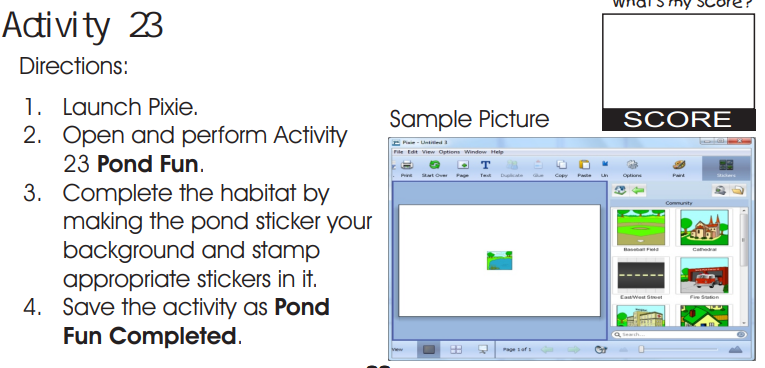 What's my score?
Activity 23
Directions:
1. Launch Pixie.
2. Open and perform Activity
23 Pond Fun.
3. Complete the habitat by
making the pond sticker your
background and stamp
appropriate stickers in it.
4. Save the activity as Pond
Fun Completed.
SCORE
Sample Picture
Pixie - Untitled 3
File Edit View Options Window Help
Print Start Over Page Text Duplicate Glue Copy Paste Un Options Paint Stickers
Community
Baseball Field Cathedral
East/West Street Fire Station
Search...
View Page 1 of 1